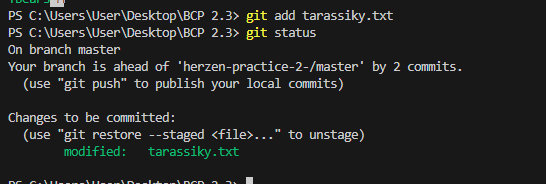 PS C:\Users\User\Desktop\BCP 2.3> git add tarassiky.txt
PS C:\Users\User\Desktop\BCP 2.3> git status
On branch master
Your branch is ahead of 'herzen-practice-2-/master' by 2 commits.
  (use "git push" to publish your local commits)

Changes to be committed:
  (use "git restore --staged <file>..." to unstage)
        modified:   tarassiky.txt

PS C:\Users\User\Desktop\BCP 2.3>